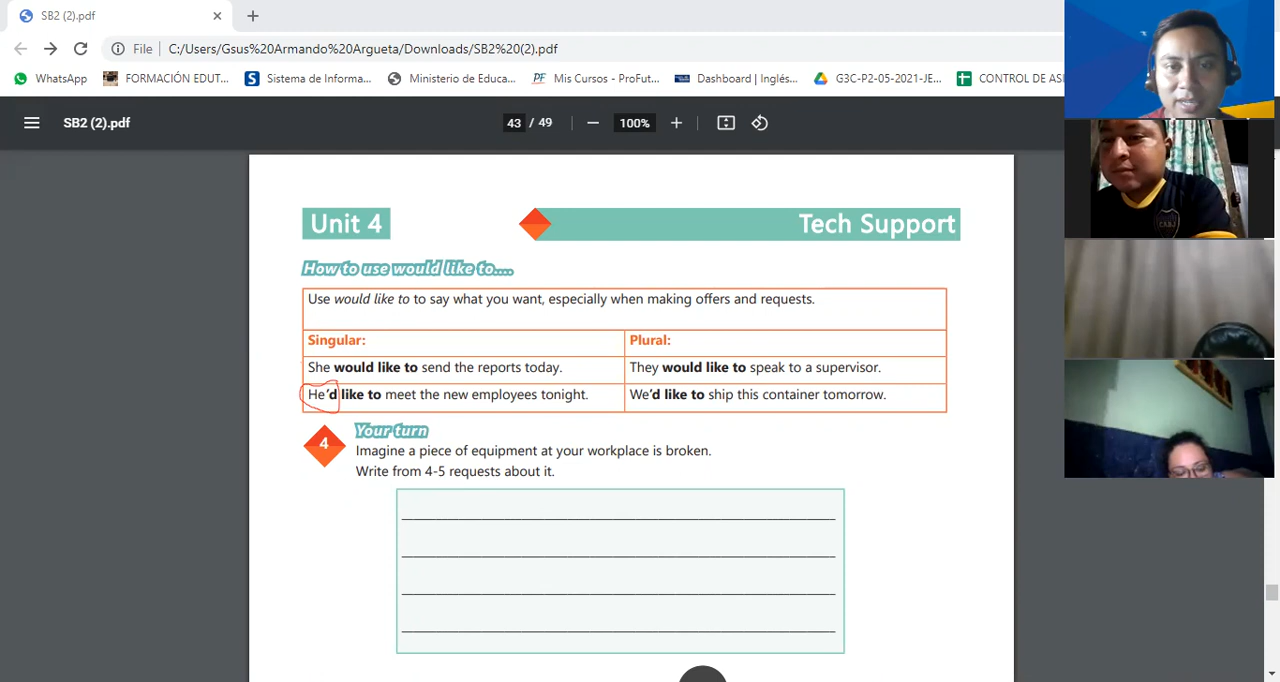 SB2 (2).pdf
File C:/Users/Gsus%20Armando%20Argueta/Downloads/SB2%20(2).pdf
WhatsApp FORMACIÓN EDUT... Sistema de Informa... Ministerio de Educa... Mis Cursos - ProFut... Dashboard | Inglés... G3C-P2-05-2021-JE... CONTROL DE ASI
SB2 (2).pdf 43 / 49 100%
Unit 4 Tech Support
How to use would like to....
Use would like to to say what you want, especially when making offers and requests.
Singular: Plural:
She would like to send the reports today. They would like to speak to a supervisor.
He'd like to meet the new employees tonight. We'd like to ship this container tomorrow.
4 Your turn
Imagine a piece of equipment at your workplace is broken.
Write from 4-5 requests about it.